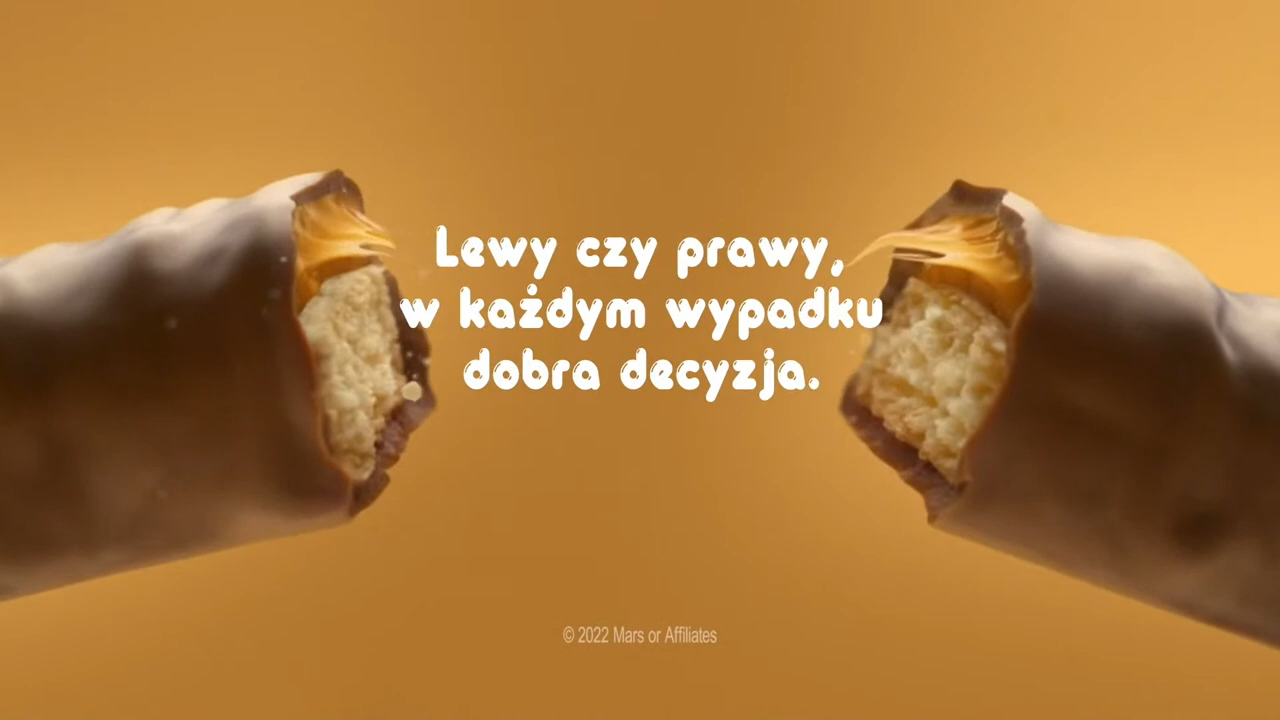 Lewy czy prawy,
w każdym wypadku
dobra decyzja.
© 2022 Mars or Affiliates